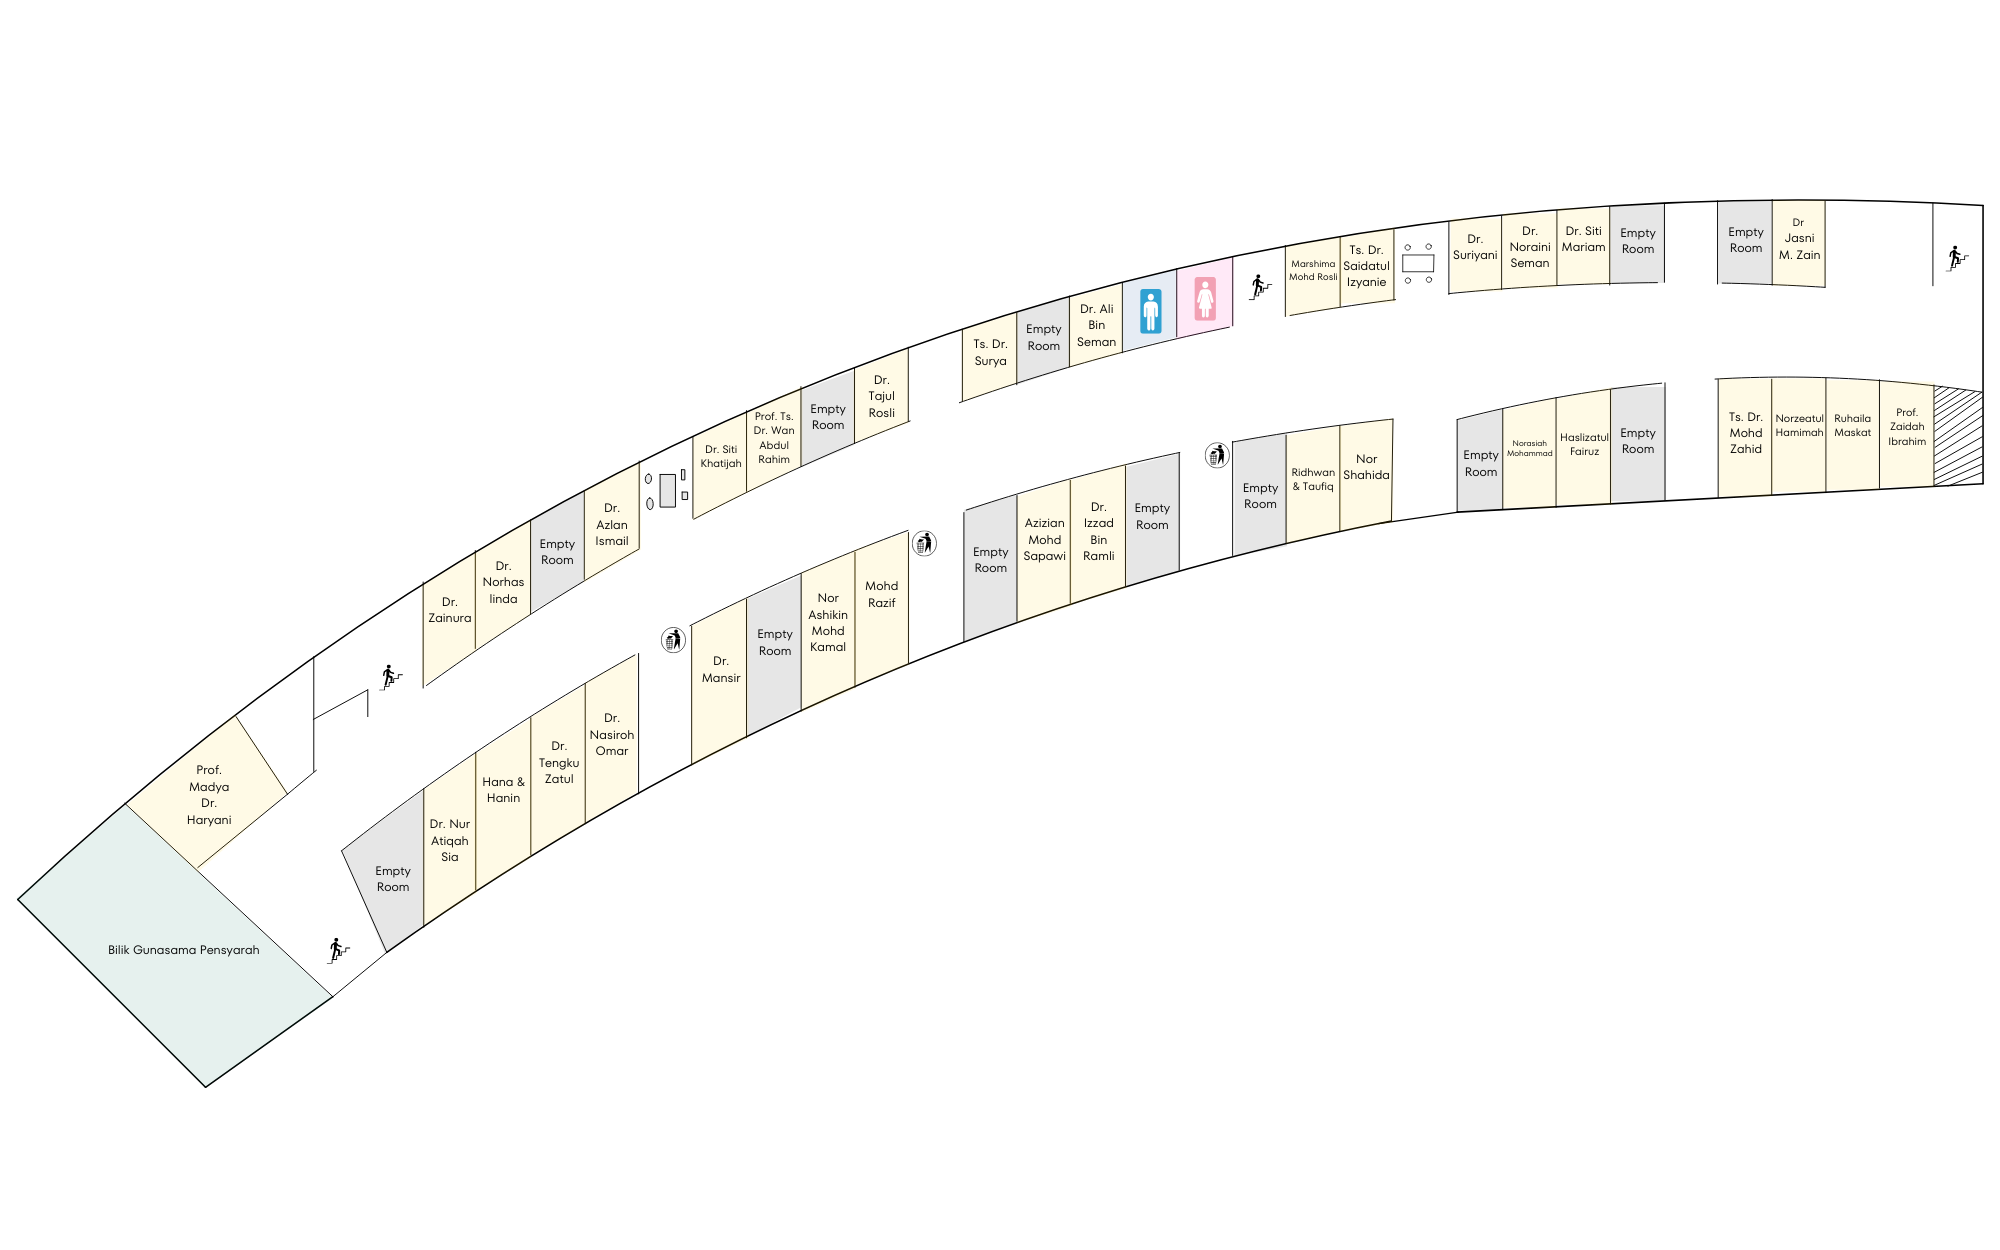 Dr.
Suriyani
Dr.
Noraini
Seman
Dr. Siti
Mariam
Empty
Room
Empty
Room
Dr
Jasni
M. Zain
Marshima
Mohd Rosli
Ts. Dr.
Saidatul
Izyanie
Ts. Dr.
Surya
Empty
Room
Dr. Ali
Bin
Seman
Dr. Siti
Khatijah
Prof. Ts.
Dr. Wan
Abdul
Rahim
Empty
Room
Dr.
Tajul
Rosli
Dr.
Zainura
Dr.
Norhas
linda
Empty
Room
Dr.
Azlan
Ismail
Prof.
Madya
Dr.
Haryani
Bilik Gunasama Pensyarah
Empty
Room
Dr. Nur
Atiqah
Sia
Hana &
Hanin
Dr.
Tengku
Zatul
Dr.
Nasiroh
Omar
Dr.
Mansir
Empty
Room
Nor
Ashikin
Mohd
Kamal
Mohd
Razif
Empty
Room
Azizian
Mohd
Sapawi
Dr.
Izzad
Bin
Ramli
Empty
Room
Empty
Room
Ridhwan
& Taufiq
Nor
Shahida
Empty
Room
Norasiah
Mohammad
Haslizatul
Fairuz
Empty
Room
Ts. Dr.
Mohd
Zahid
Norzeatul
Hamimah
Ruhaila
Maskat
Prof.
Zaidah
Ibrahim